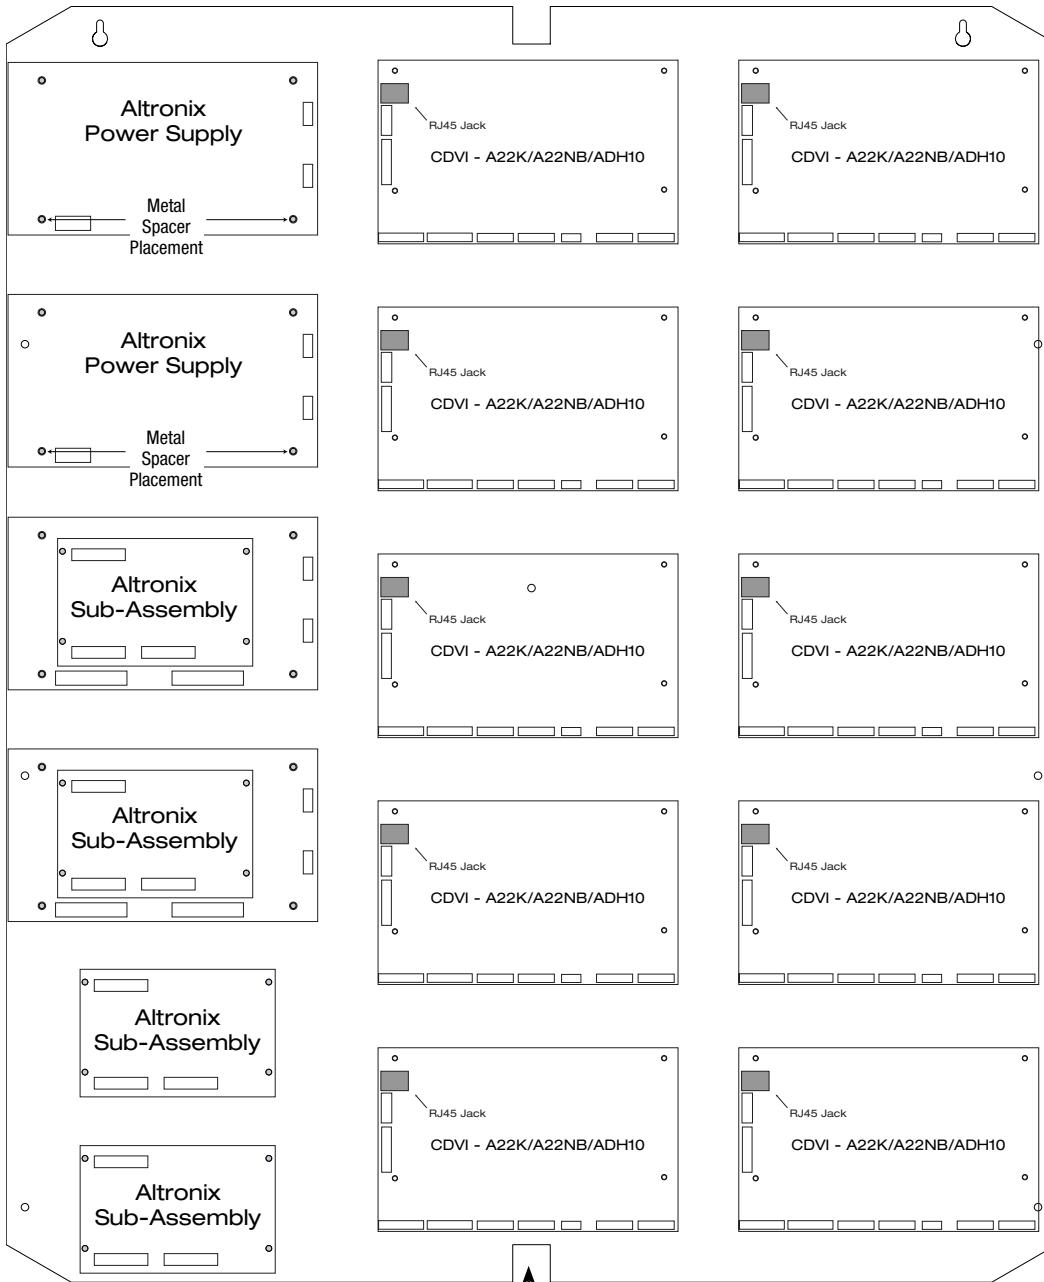 Altronix
Power Supply
Metal
Spacer
Placement
Altronix
Power Supply
Metal
Spacer
Placement
Altronix
Sub-Assembly
Altronix
Sub-Assembly
Altronix
Sub-Assembly
Altronix
Sub-Assembly
RJ45 Jack
CDVI - A22K/A22NB/ADH10
RJ45 Jack
CDVI - A22K/A22NB/ADH10
RJ45 Jack
CDVI - A22K/A22NB/ADH10
RJ45 Jack
CDVI - A22K/A22NB/ADH10
RJ45 Jack
CDVI - A22K/A22NB/ADH10
RJ45 Jack
CDVI - A22K/A22NB/ADH10
RJ45 Jack
CDVI - A22K/A22NB/ADH10
RJ45 Jack
CDVI - A22K/A22NB/ADH10
RJ45 Jack
CDVI - A22K/A22NB/ADH10
RJ45 Jack
CDVI - A22K/A22NB/ADH10